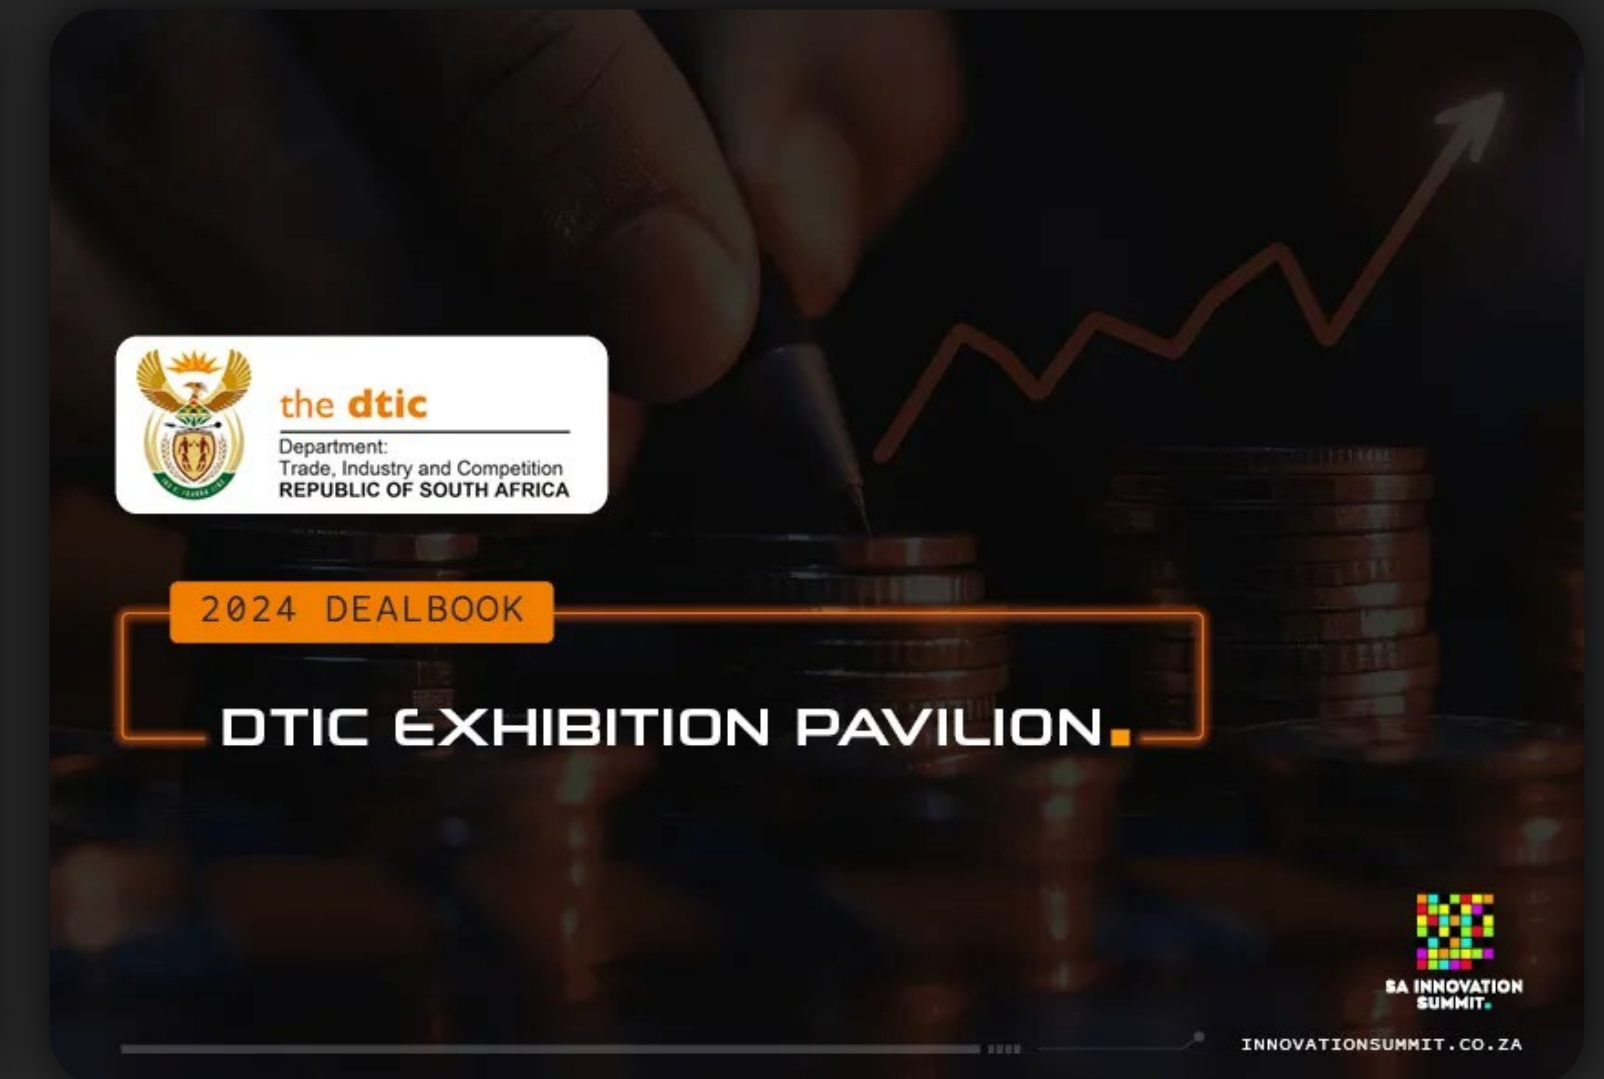 the dtic
Department:
Trade, Industry and Competition
REPUBLIC OF SOUTH AFRICA
2024 DEALBOOK
DTIC EXHIBITION PAVILION.
SA INNOVATION
SUMMIT.
INNOVATIONSUMMIT.CO.ZA